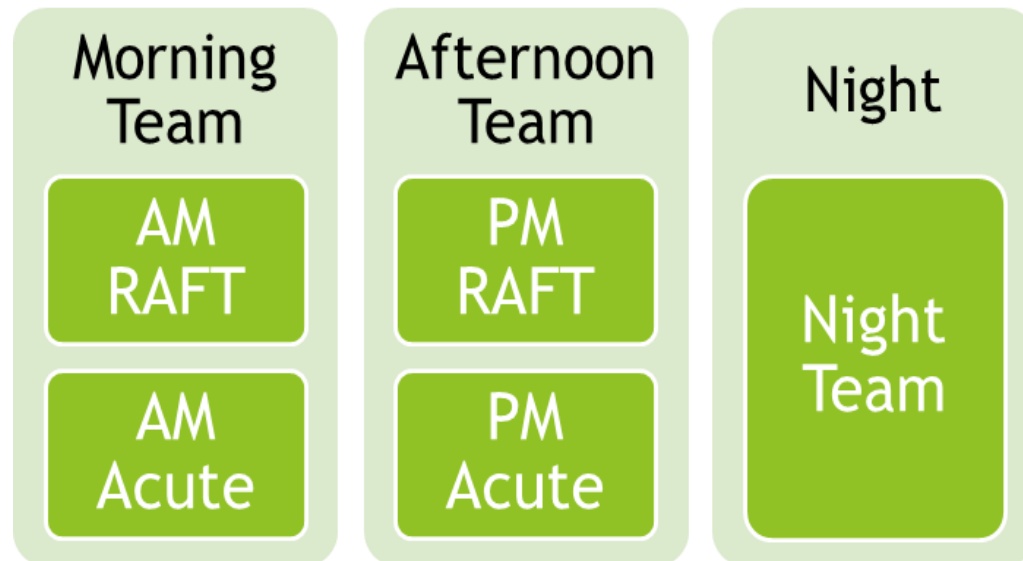 Morning
Team
AM
RAFT
AM
Acute
Afternoon
Team
PM
RAFT
PM
Acute
Night
Night
Team